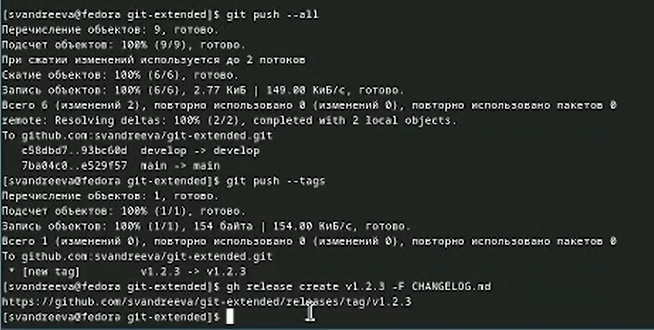 [svandreeva@fedora git-extended]$ git push --all
Перечисление объектов: 9, готово.
Подсчет объектов: 100% (9/9), готово.
При сжатии изменений используется до 2 потоков
Сжатие объектов: 100% (6/6), готово.
Запись объектов: 100% (6/6), 2.77 КиБ | 149.00 КиБ/с, готово.
Всего 6 (изменений 2), повторно использовано 0 (изменений 0), повторно использовано пакетов 0
remote: Resolving deltas: 100% (2/2), completed with 2 local objects.
To github.com:svandreeva/git-extended.git
c58dbd7..93bc60d develop -> develop
7ba04c0..e529f57 main -> main
[svandreeva@fedora git-extended]$ git push --tags
Перечисление объектов: 1, готово.
Подсчет объектов: 100% (1/1), готово.
Запись объектов: 100% (1/1), 154 байта | 154.00 КиБ/с, готово.
Всего 1 (изменений 0), повторно использовано 0 (изменений 0), повторно использовано пакетов 0
To github.com:svandreeva/git-extended.git
* [new tag] v1.2.3 -> v1.2.3
[svandreeva@fedora git-extended]$ gh release create v1.2.3 -F CHANGELOG.md
https://github.com/svandreeva/git-extended/releases/tag/v1.2.3
[svandreeva@fedora git-extended]$